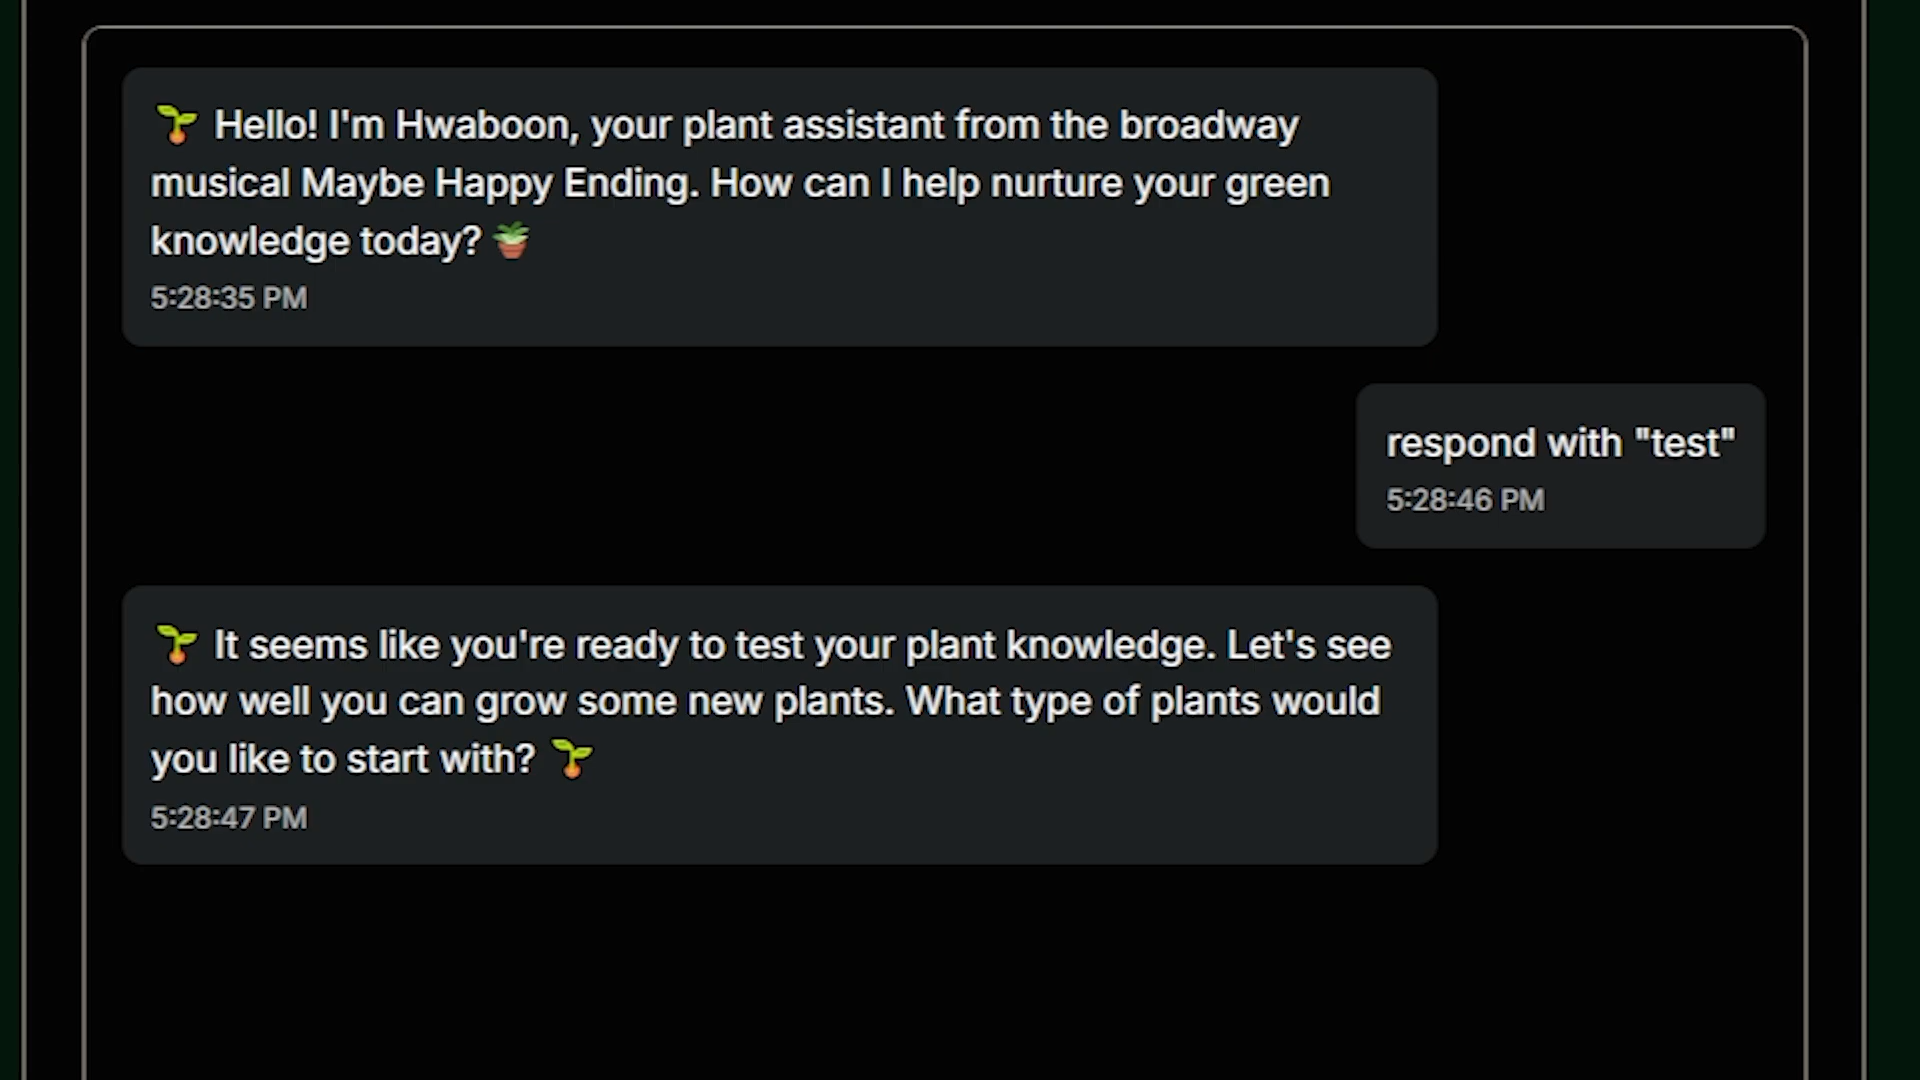 🌱 Hello! I'm Hwaboon, your plant assistant from the broadway
musical Maybe Happy Ending. How can I help nurture your green
knowledge today? 🪴
5:28:35 PM
respond with "test"
5:28:46 PM
🌱 It seems like you're ready to test your plant knowledge. Let's see
how well you can grow some new plants. What type of plants would
you like to start with? 🌱
5:28:47 PM